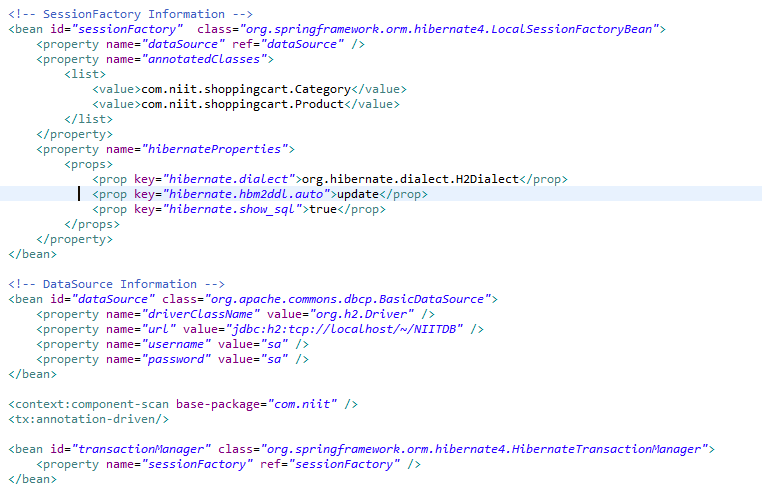 <!-- SessionFactory Information -->
<bean id="sessionFactory"  class="org.springframework.orm.hibernate4.LocalSessionFactoryBean">
    <property name="dataSource" ref="dataSource" />
    <property name="annotatedClasses">
        <list>
            <value>com.niit.shoppingcart.Category</value>
            <value>com.niit.shoppingcart.Product</value>
        </list>
    </property>
    <property name="hibernateProperties">
        <props>
            <prop key="hibernate.dialect">org.hibernate.dialect.H2Dialect</prop>
            <prop key="hibernate.hbm2ddl.auto">update</prop>
            <prop key="hibernate.show_sql">true</prop>
        </props>
    </property>
</bean>

<!-- DataSource Information -->
<bean id="dataSource" class="org.apache.commons.dbcp.BasicDataSource">
    <property name="driverClassName" value="org.h2.Driver" />
    <property name="url" value="jdbc:h2:tcp://localhost/~/NIITDB" />
    <property name="username" value="sa" />
    <property name="password" value="sa" />
</bean>

<context:component-scan base-package="com.niit" />
<tx:annotation-driven/>

<bean id="transactionManager" class="org.springframework.orm.hibernate4.HibernateTransactionManager">
    <property name="sessionFactory" ref="sessionFactory" />
</bean>